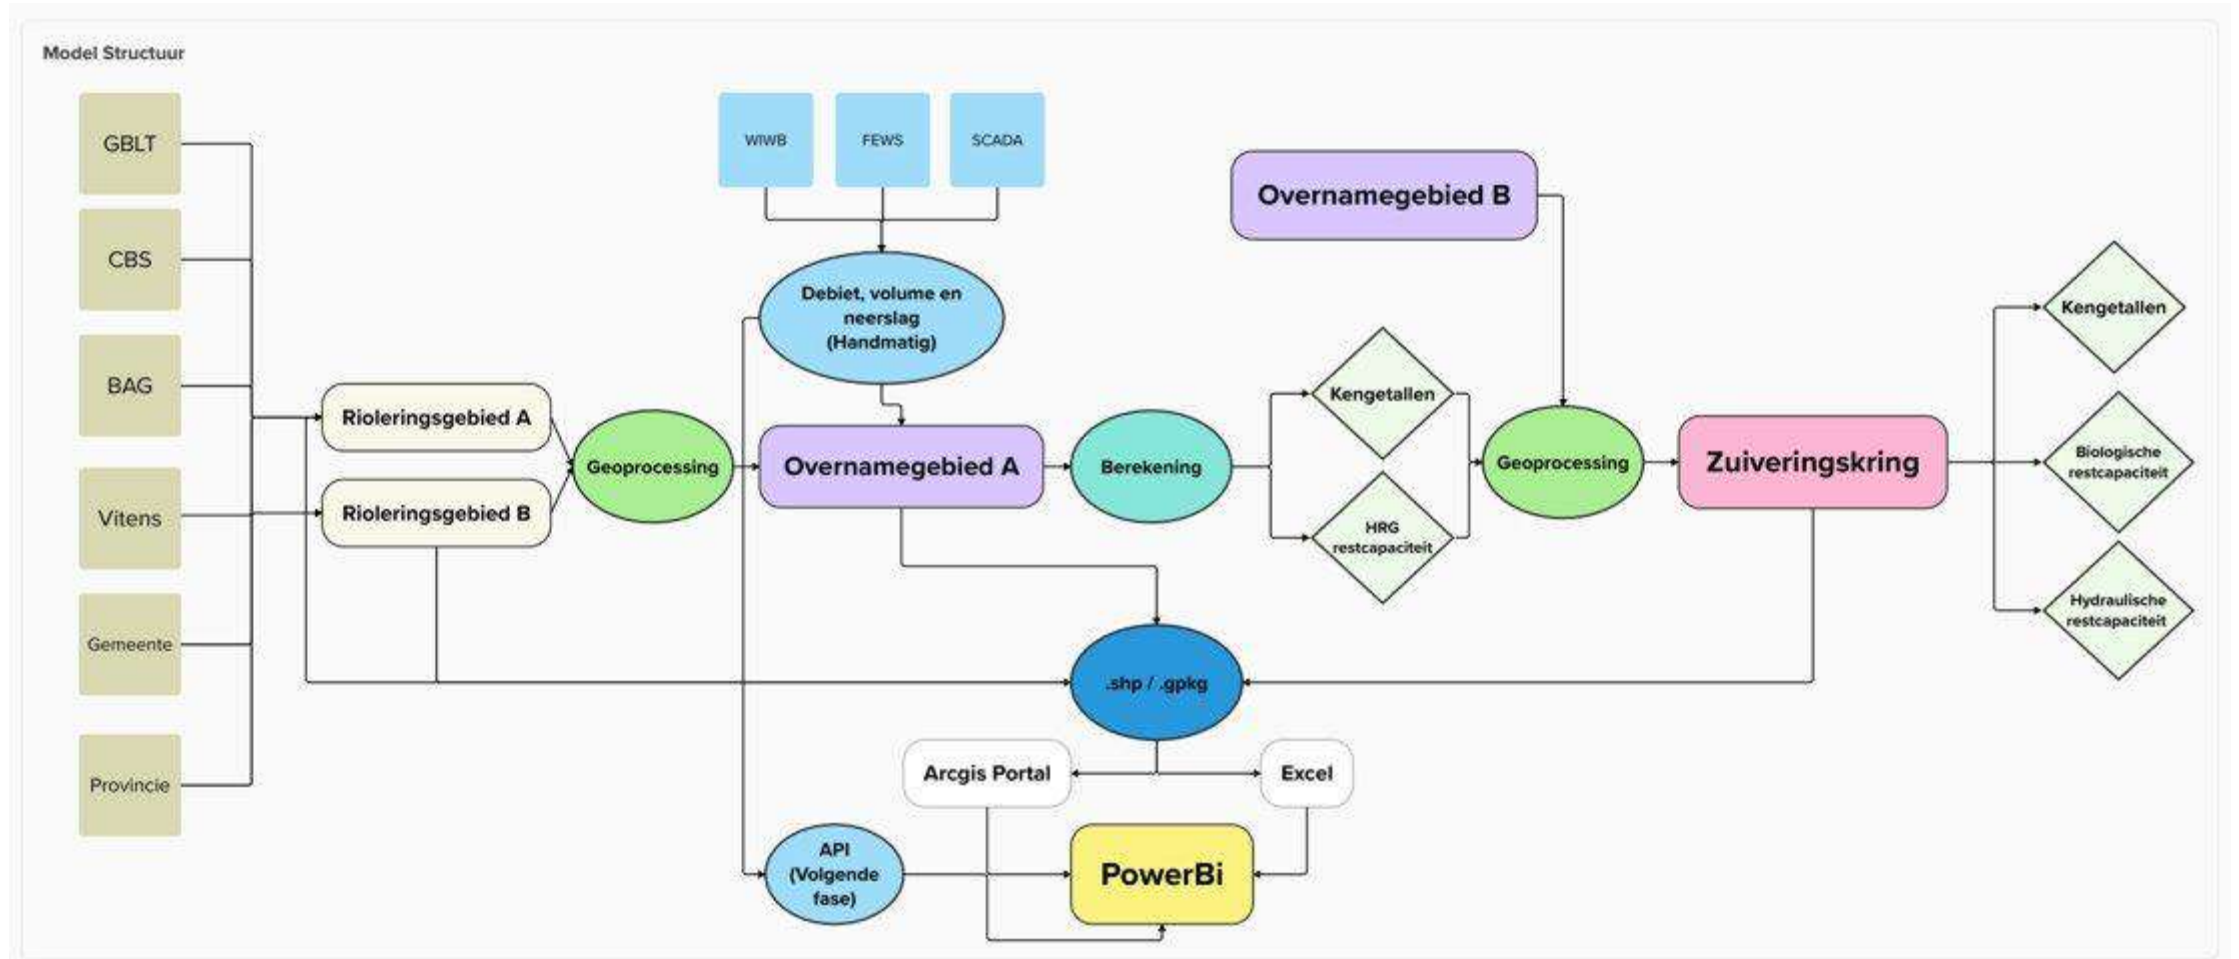 Model Structuur
GBLT
CBS
BAG
Vitens
Gemeente
Provincie
Rioleringsgebied A
Rioleringsgebied B
Geoprocessing
WIWB
FEWS
SCADA
Debiet, volume en
neerslag
(Handmatig)
Overnamegebied A
Berekening
Kengetallen
HRG
restcapaciteit
Overnamegebied B
Geoprocessing
Zuiveringskring
Kengetallen
Biologische
restcapaciteit
Hydraulische
restcapaciteit
.shp / .gpkg
Arcgis Portal
Excel
API
(Volgende
fase)
PowerBi